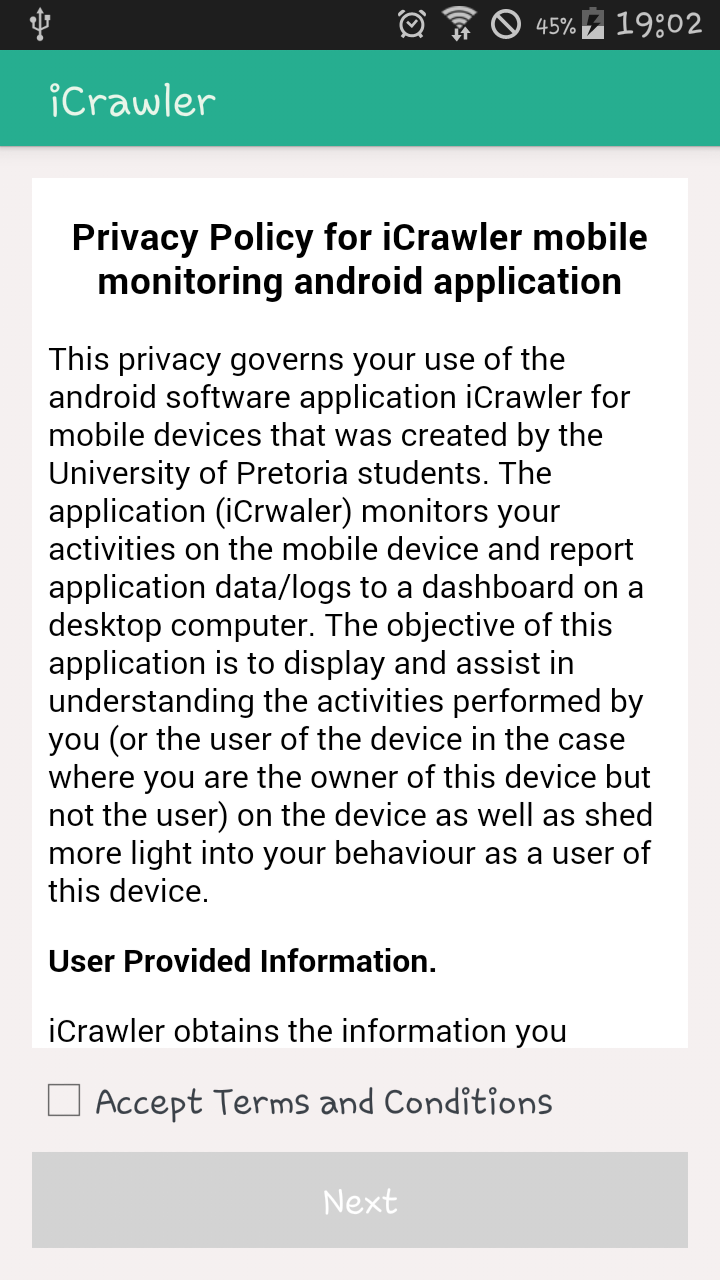 45% 19:02
iCrawler
Privacy Policy for iCrawler mobile
monitoring android application
This privacy governs your use of the
android software application iCrawler for
mobile devices that was created by the
University of Pretoria students. The
application (iCrwaler) monitors your
activities on the mobile device and report
application data/logs to a dashboard on a
desktop computer. The objective of this
application is to display and assist in
understanding the activities performed by
you (or the user of the device in the case
where you are the owner of this device but
not the user) on the device as well as shed
more light into your behaviour as a user of
this device.
User Provided Information.
iCrawler obtains the information you
Accept Terms and Conditions
Next